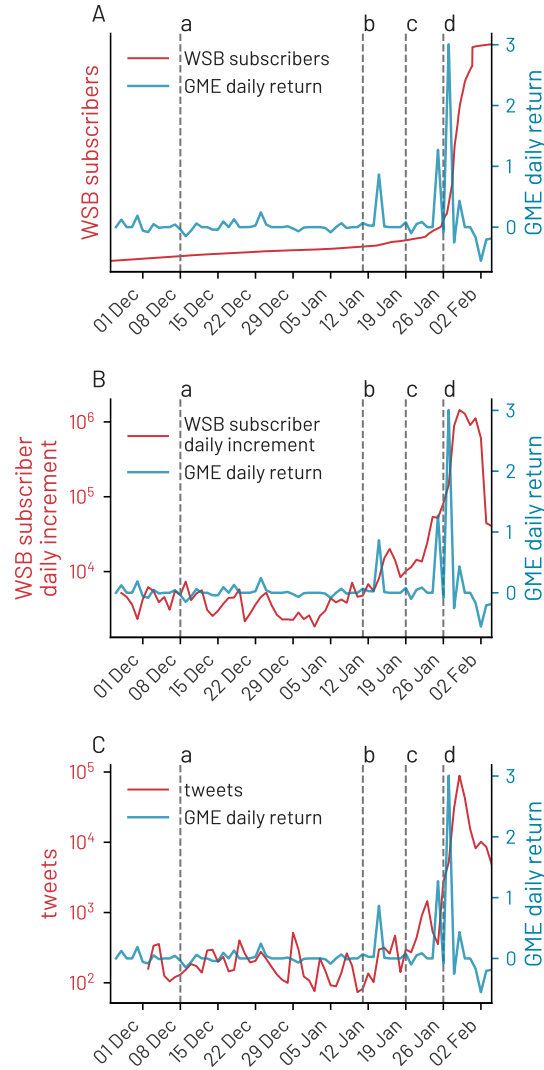 A
a
b
c
d
WSB subscribers
GME daily return
WSB subscribers
3
2
1
0
GME daily return
01 Dec
08 Dec
15 Dec
22 Dec
29 Dec
05 Jan
12 Jan
19 Jan
26 Jan
02 Feb
B
a
b
c
d
WSB subscriber
daily increment
GME daily return
WSB subscriber
daily increment
10⁶
10⁵
10⁴
3
2
1
0
GME daily return
01 Dec
08 Dec
15 Dec
22 Dec
29 Dec
05 Jan
12 Jan
19 Jan
26 Jan
02 Feb
C
a
b
c
d
tweets
GME daily return
tweets
10⁵
10⁴
10³
10²
3
2
1
0
GME daily return
01 Dec
08 Dec
15 Dec
22 Dec
29 Dec
05 Jan
12 Jan
19 Jan
26 Jan
02 Feb